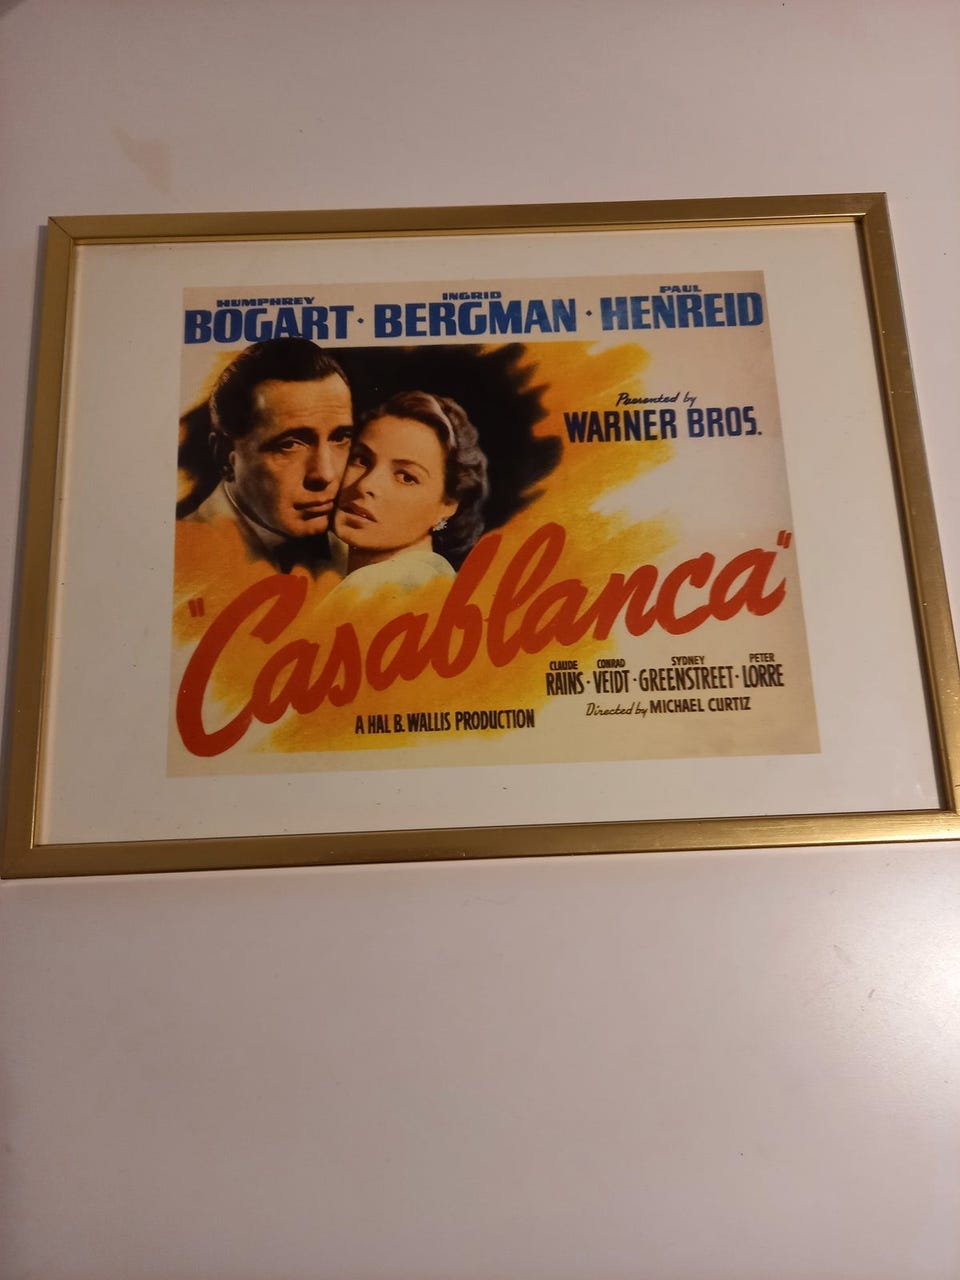 HUMPHREY INGRID PAUL
BOGART · BERGMAN · HENREID
Presented by
WARNER BROS.
"Casablanca"
CLAUDE CONRAD SYDNEY PETER
RAINS · VEIDT · GREENSTREET · LORRE
Directed by MICHAEL CURTIZ
A HAL B. WALLIS PRODUCTION